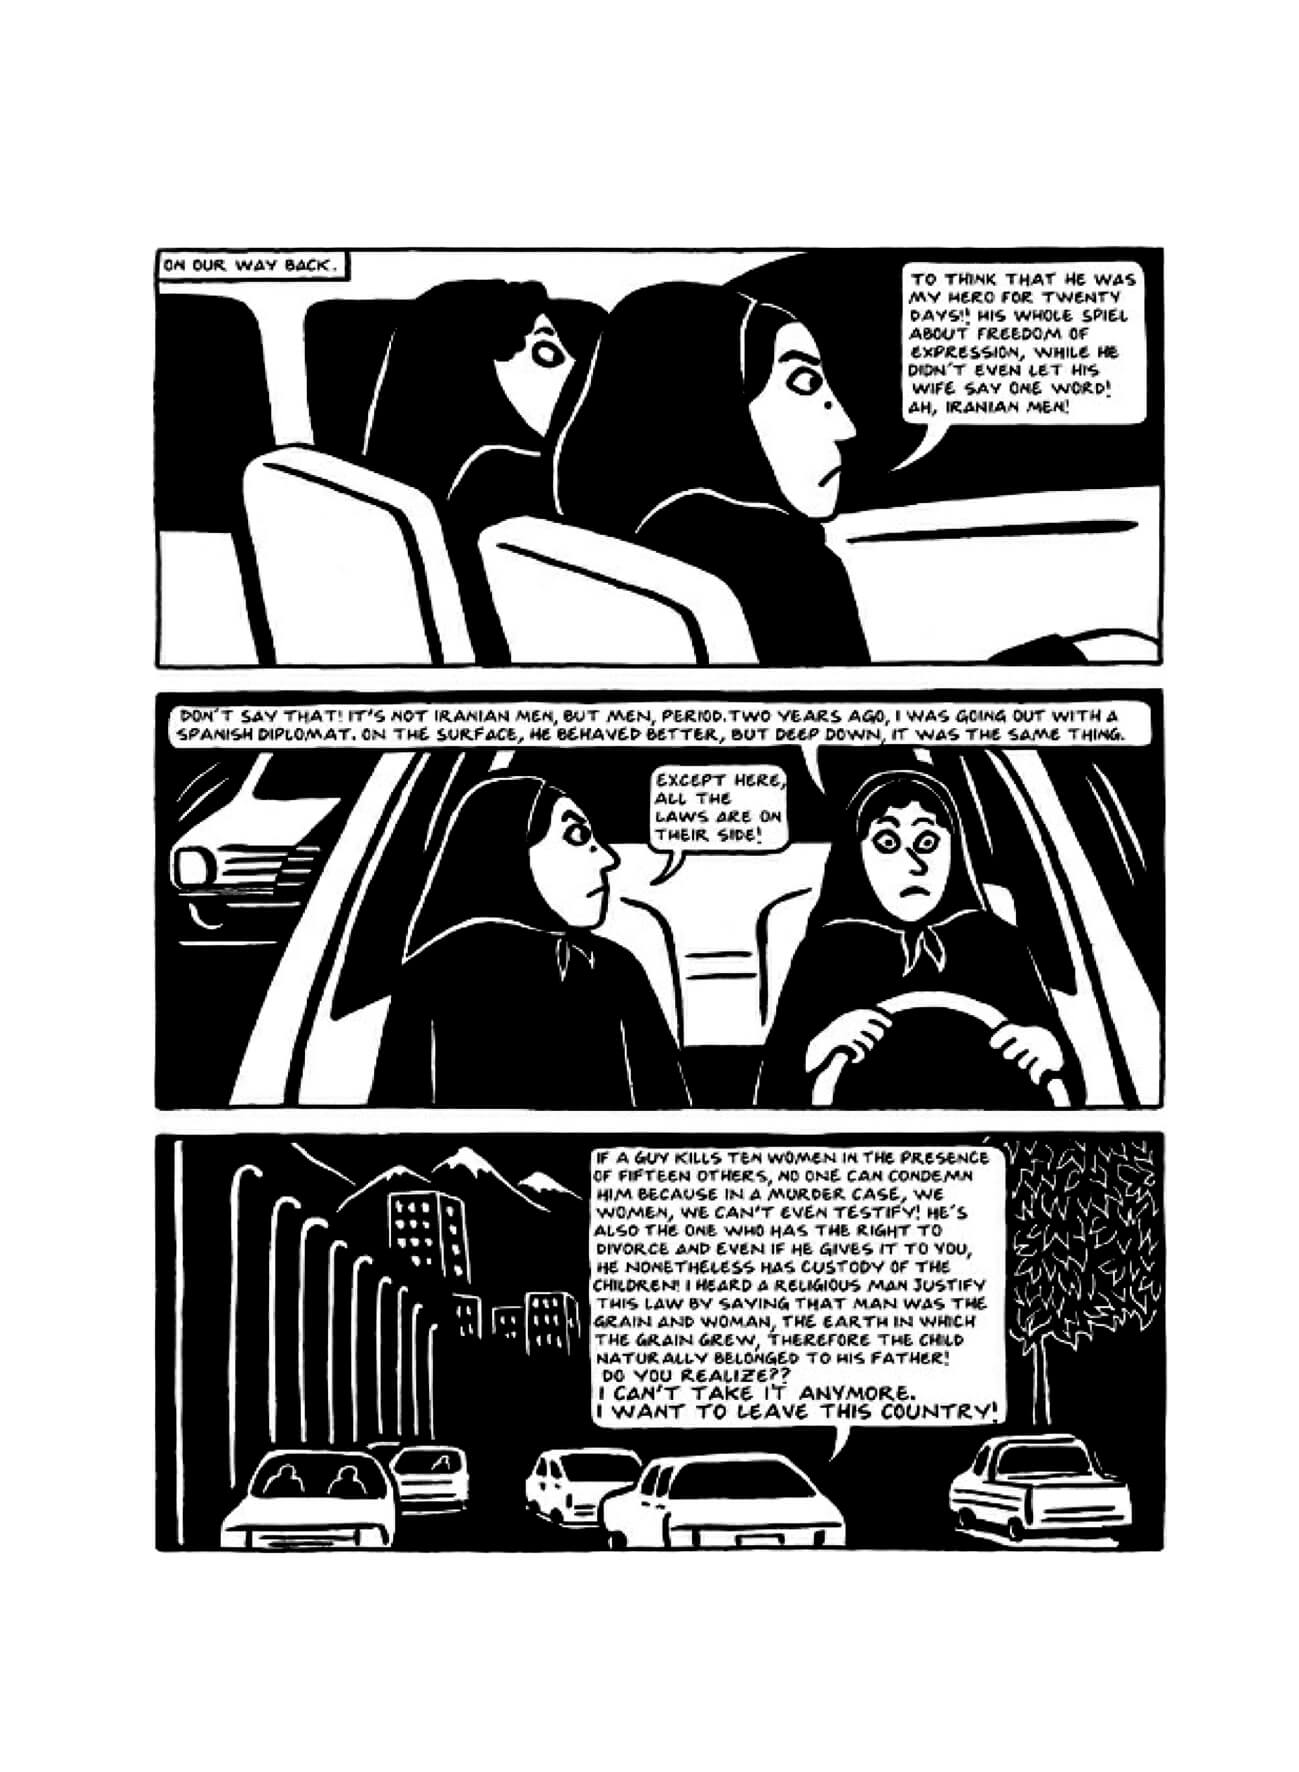 ON OUR WAY BACK.
TO THINK THAT HE WAS
MY HERO FOR TWENTY
DAYS!! HIS WHOLE SPIEL
ABOUT FREEDOM OF
EXPRESSION, WHILE HE
DIDN'T EVEN LET HIS
WIFE SAY ONE WORD!
AH, IRANIAN MEN!
DON'T SAY THAT! IT'S NOT IRANIAN MEN, BUT MEN, PERIOD. TWO YEARS AGO, I WAS GOING OUT WITH A
SPANISH DIPLOMAT. ON THE SURFACE, HE BEHAVED BETTER, BUT DEEP DOWN, IT WAS THE SAME THING.
EXCEPT HERE,
ALL THE
LAWS ARE ON
THEIR SIDE!
IF A GUY KILLS TEN WOMEN IN THE PRESENCE
OF FIFTEEN OTHERS, NO ONE CAN CONDEMN
HIM BECAUSE IN A MURDER CASE, WE
WOMEN, WE CAN'T EVEN TESTIFY! HE'S
ALSO THE ONE WHO HAS THE RIGHT TO
DIVORCE AND EVEN IF HE GIVES IT TO YOU,
HE NONETHELESS HAS CUSTODY OF THE
CHILDREN! I HEARD A RELIGIOUS MAN JUSTIFY
THIS LAW BY SAYING THAT MAN WAS THE
GRAIN AND WOMAN, THE EARTH IN WHICH
THE GRAIN GREW, THEREFORE THE CHILD
NATURALLY BELONGED TO HIS FATHER!
DO YOU REALIZE??
I CAN'T TAKE IT ANYMORE.
I WANT TO LEAVE THIS COUNTRY!